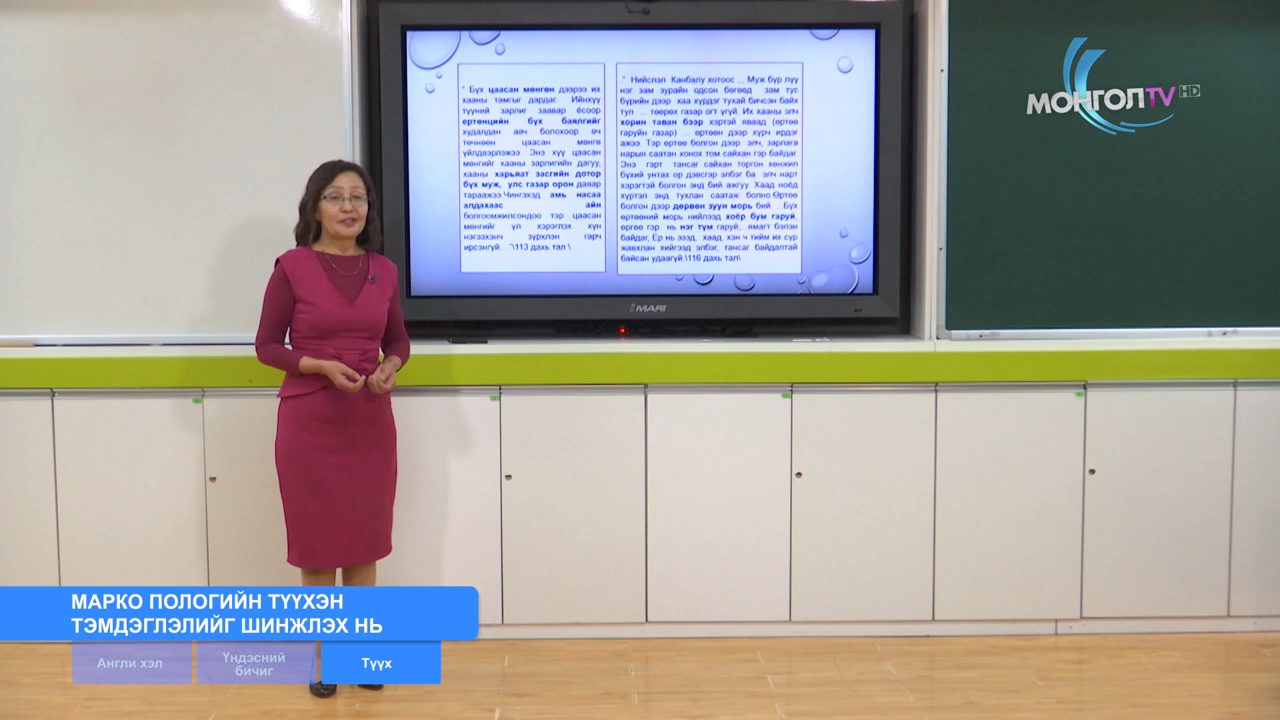 " Бүх цаасан мөнгөн дээрээ их
хааны тамгыг дардаг. Ийнхүү
түүний зарлиг заавар ёсоор
ертөнцийн бүх баялгийг
худалдан авч болохоор өч
төчнөөн цаасан мөнгө
үйлдвэрлэжээ. Энэ хүү цаасан
мөнгийг хааны зарлигийн дагуу,
хааны харьяат засгийн дотор
бүх муж, улс газар орон даяар
тараажээ.Чингэхэд амь насаа
алдахаас айн
болгоомжилсондоо тэр цаасан
мөнгийг үл хэрэглэх хүн
нэгээхэнч зүрхлэн гарч
ирсэнгүй..."\113 дахь тал \
." Нийслэл Канбалу хотоос ... Муж бүр лүү
нэг зам зурайн одсон бөгөөд зам тус
бүрийн дээр хаа хүрдэг тухай бичсэн байх
тул ... төөрөх газар огт үгүй. Их хааны элч
хорин таван бээр хэртэй яваад (өртөө
гаруйн газар) ... өртөөн дээр хүрч ирдэг
ажээ. Тэр өртөө болгон дээр элч, зарлага
нарын саатан хонох том сайхан гэр байдаг.
Энэ гэрт тансаг сайхан торгон хөнжил
бүхий унтах ор дэвсгэр элбэг ба элч нарт
хэрэгтэй болгон энд бий ажгуу. Хаад ноёд
хүртэл энд тухлан саатаж болно.Өртөө
болгон дээр дөрвөн зуун морь бий ...Бүх
өртөөний морь нийлээд хоёр бум гаруй,
өргөө гэр нь нэг түм гаруй, ямагт бэлэн
байдаг, Ер нь эзэд, хаад, хэн ч тийм их сүр
жавхлан хийгээд элбэг, тансаг байдалтай
байсан удаагүй.\116 дахь тал\
iMARI
МОНГОЛTV HD
МАРКО ПОЛОГИЙН ТҮҮХЭН
ТЭМДЭГЛЭЛИЙГ ШИНЖЛЭХ НЬ
Англи хэл
Үндэсний
бичиг
Түүх